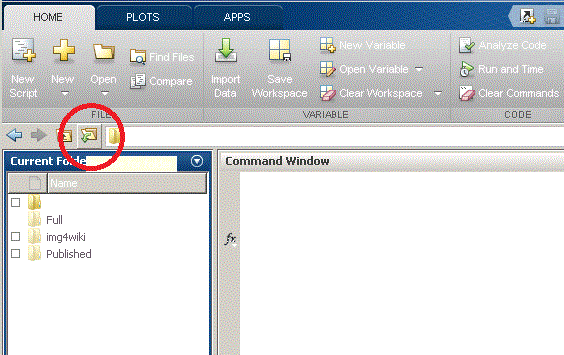 HOME PLOTS APPS
New Script
New
Open
Find Files
Compare
Import Data
Save Workspace
New Variable
Open Variable
Clear Workspace
Analyze Code
Run and Time
Clear Commands
FILE VARIABLE CODE
Current Folde
Command Window
Name
Full
img4wiki
Published
fx